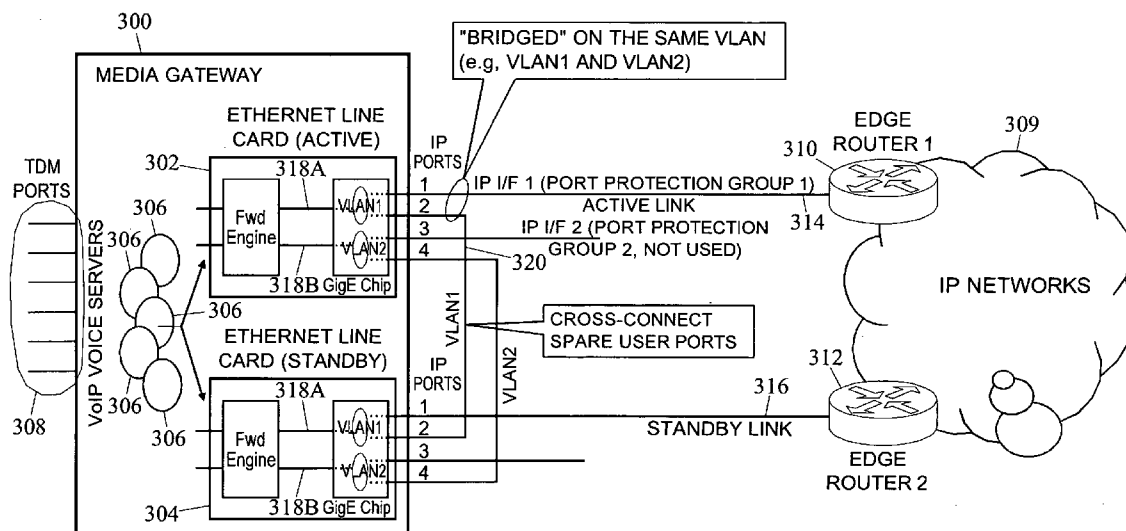 300
MEDIA GATEWAY
"BRIDGED" ON THE SAME VLAN
(e.g, VLAN1 AND VLAN2)
ETHERNET LINE
CARD (ACTIVE)
302
318A
IP
PORTS
1
2
3
4
Fwd
Engine
VLAN1
VLAN2
318B
GigE Chip
IP I/F 1 (PORT PROTECTION GROUP 1)
ACTIVE LINK
314
IP I/F 2 (PORT PROTECTION
GROUP 2, NOT USED)
320
EDGE
ROUTER 1
310
309
IP NETWORKS
TDM
PORTS
308
VoIP VOICE SERVERS
306
306
306
306
306
VLAN1
VLAN2
CROSS-CONNECT
SPARE USER PORTS
ETHERNET LINE
CARD (STANDBY)
304
318A
IP
PORTS
1
2
3
4
Fwd
Engine
VLAN1
VLAN2
318B
GigE Chip
316
STANDBY LINK
312
EDGE
ROUTER 2